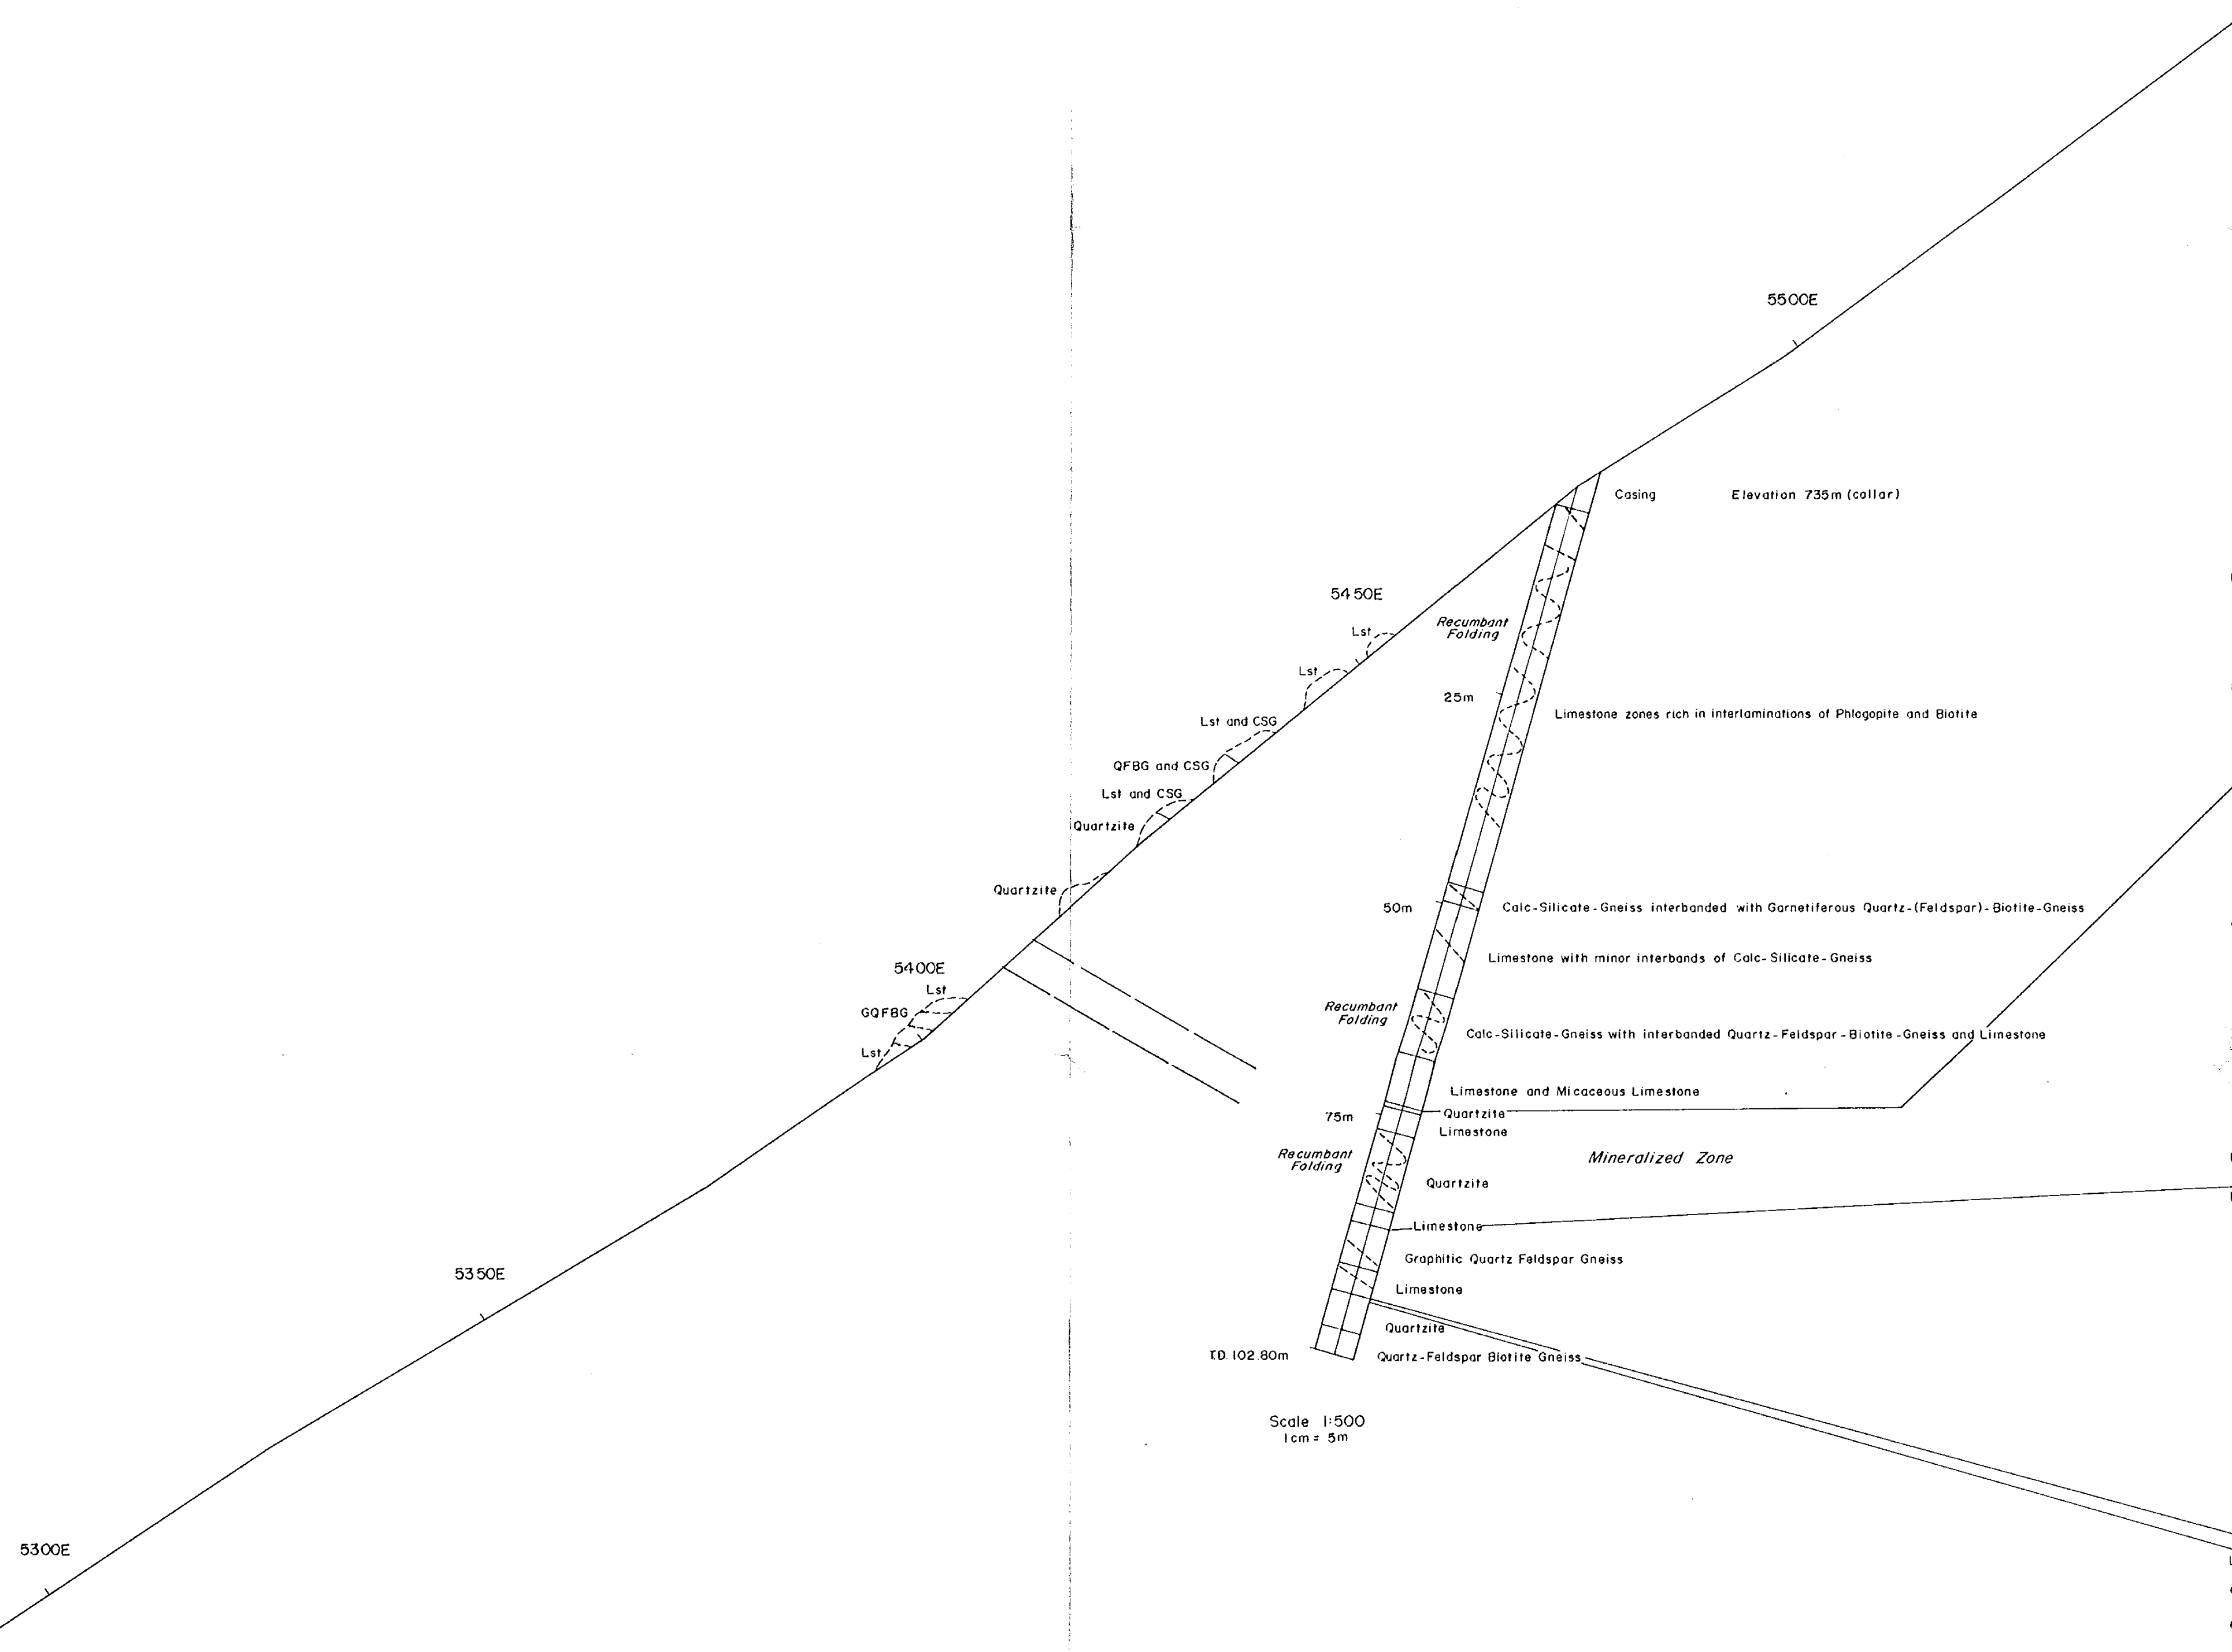 5500E
Casing
Elevation 735m (collar)
5450E
Recumbant
Folding
Lst
Lst
25m
Limestone zones rich in interlaminations of Phlogopite and Biotite
Lst and CSG
QFBG and CSG
Lst and CSG
Quartzite
Quartzite
50m
Calc-Silicate-Gneiss interbanded with Garnetiferous Quartz-(Feldspar)-Biotite-Gneiss
Limestone with minor interbands of Calc-Silicate-Gneiss
5400E
Lst
GQFBG
Lst
Recumbant
Folding
Calc-Silicate-Gneiss with interbanded Quartz-Feldspar-Biotite-Gneiss and Limestone
Limestone and Micaceous Limestone
75m
Quartzite
Limestone
Recumbant
Folding
Mineralized Zone
Quartzite
Limestone
Graphitic Quartz Feldspar Gneiss
5350E
Limestone
Quartzite
T.D. 102.80m
Quartz-Feldspar Biotite Gneiss
Scale 1:500
1cm = 5m
5300E